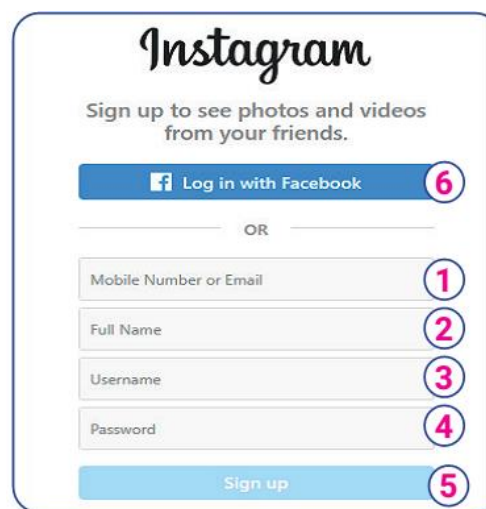 Instagram
Sign up to see photos and videos
from your friends.
Log in with Facebook 6
OR
Mobile Number or Email 1
Full Name 2
Username 3
Password 4
Sign up 5